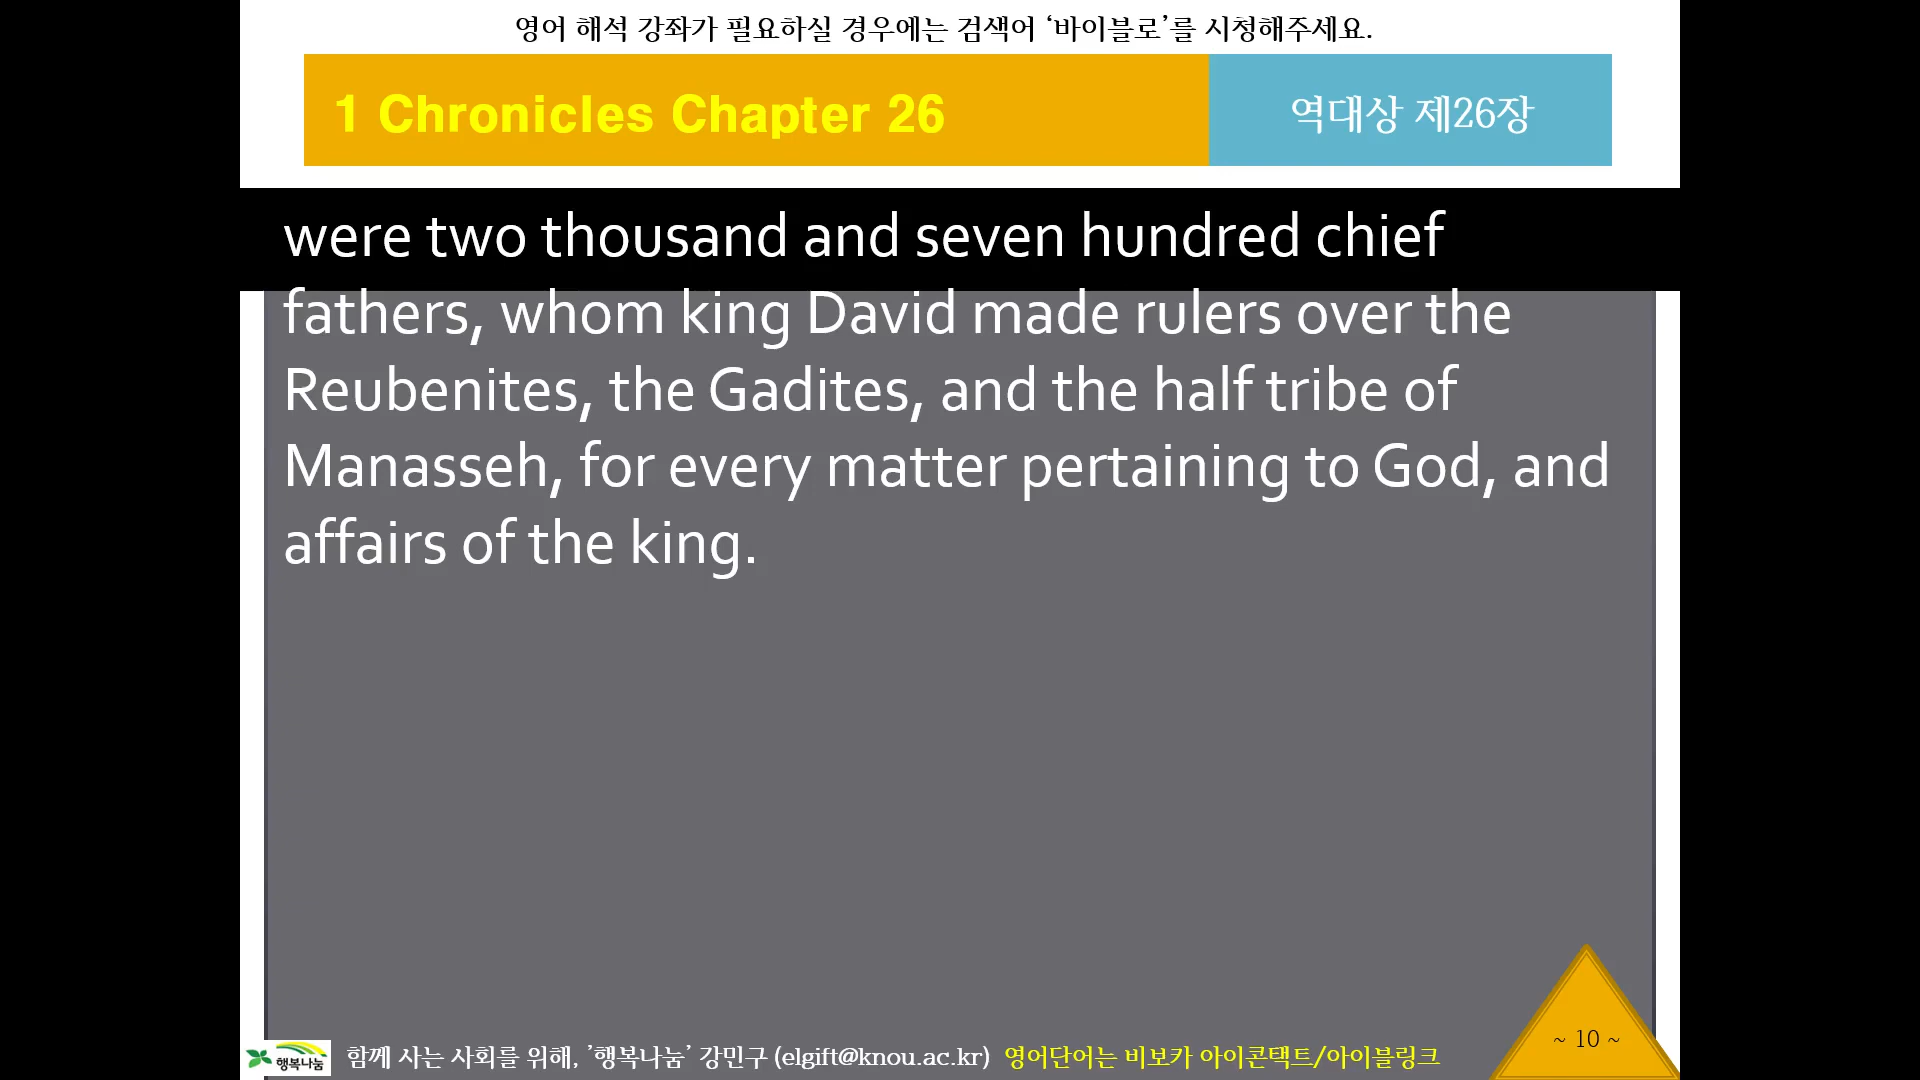 영어 해석 강좌가 필요하실 경우에는 검색어 ‘바이블로’를 시청해주세요.
1 Chronicles Chapter 26
역대상 제26장
were two thousand and seven hundred chief
fathers, whom king David made rulers over the
Reubenites, the Gadites, and the half tribe of
Manasseh, for every matter pertaining to God, and
affairs of the king.
~ 10 ~
행복나눔
함께 사는 사회를 위해, ’행복나눔’ 강민구 (elgift@knou.ac.kr) 영어단어는 비보카 아이콘택트/아이블링크